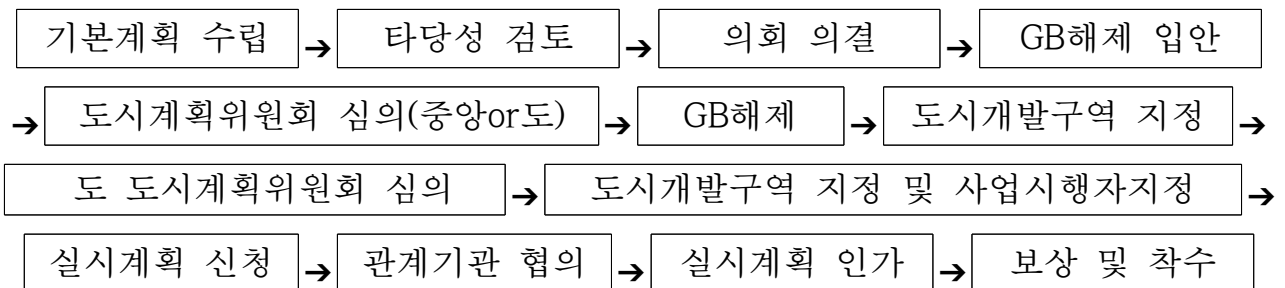 기본계획 수립 → 타당성 검토 → 의회 의결 → GB해제 입안
→ 도시계획위원회 심의(중앙or도) → GB해제 → 도시개발구역 지정 →
도 도시계획위원회 심의 → 도시개발구역 지정 및 사업시행자지정 →
실시계획 신청 → 관계기관 협의 → 실시계획 인가 → 보상 및 착수